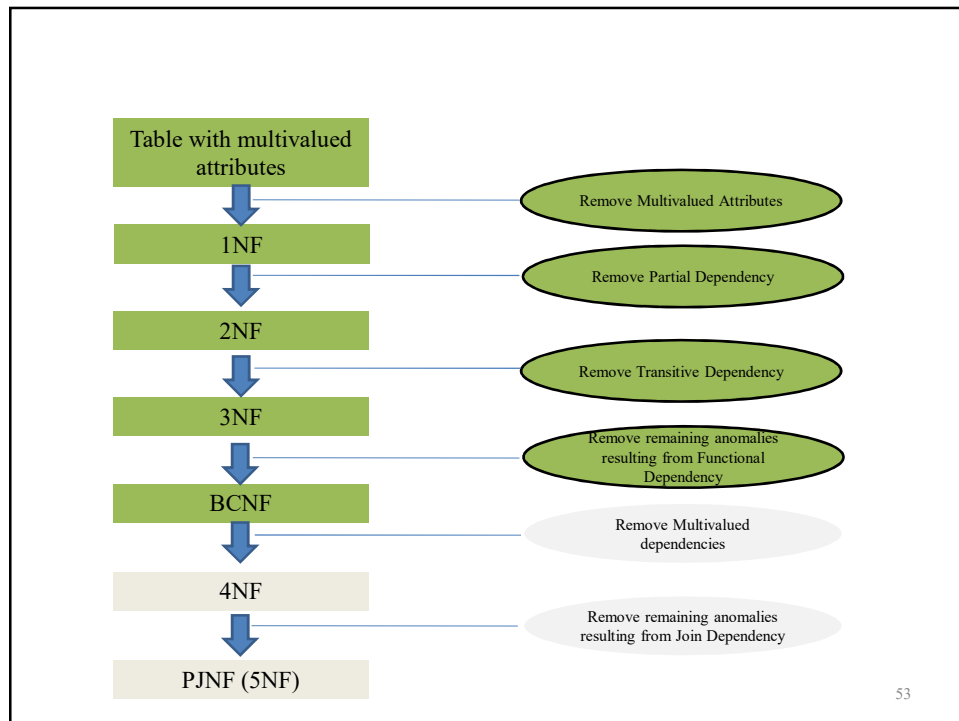 Table with multivalued
attributes
Remove Multivalued Attributes
1NF
Remove Partial Dependency
2NF
Remove Transitive Dependency
3NF
Remove remaining anomalies
resulting from Functional
Dependency
BCNF
Remove Multivalued
dependencies
4NF
Remove remaining anomalies
resulting from Join Dependency
PJNF (5NF)
53